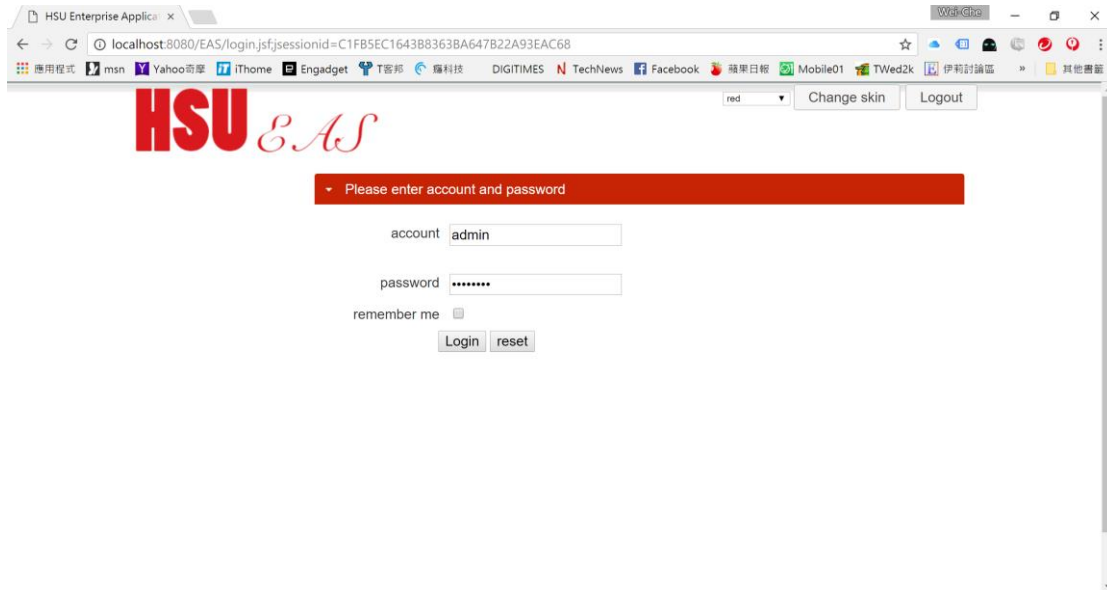 HSU Enterprise Applica
Wei-Che
localhost:8080/EAS/login.jsf;jsessionid=C1FB5EC1643B8363BA647B22A93EAC68
應用程式 msn Yahoo奇摩 iThome Engadget T客邦 癮科技 DIGITIMES TechNews Facebook 蘋果日報 Mobile01 TWed2k 伊莉討論區 » 其他書籤
HSU EAS
red Change skin Logout
Please enter account and password
account admin
password ••••••••
remember me
Login reset